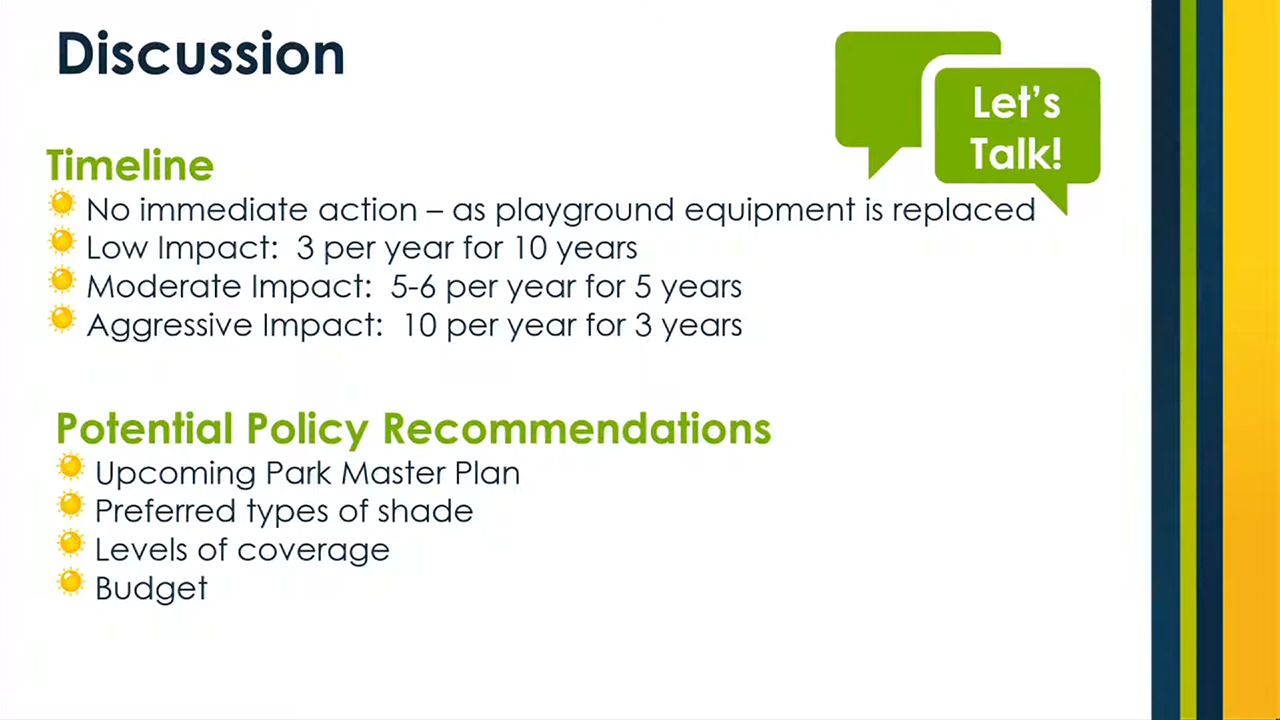 Discussion
Let’s
Talk!
Timeline
No immediate action – as playground equipment is replaced
Low Impact:  3 per year for 10 years
Moderate Impact:  5-6 per year for 5 years
Aggressive Impact:  10 per year for 3 years
Potential Policy Recommendations
Upcoming Park Master Plan
Preferred types of shade
Levels of coverage
Budget